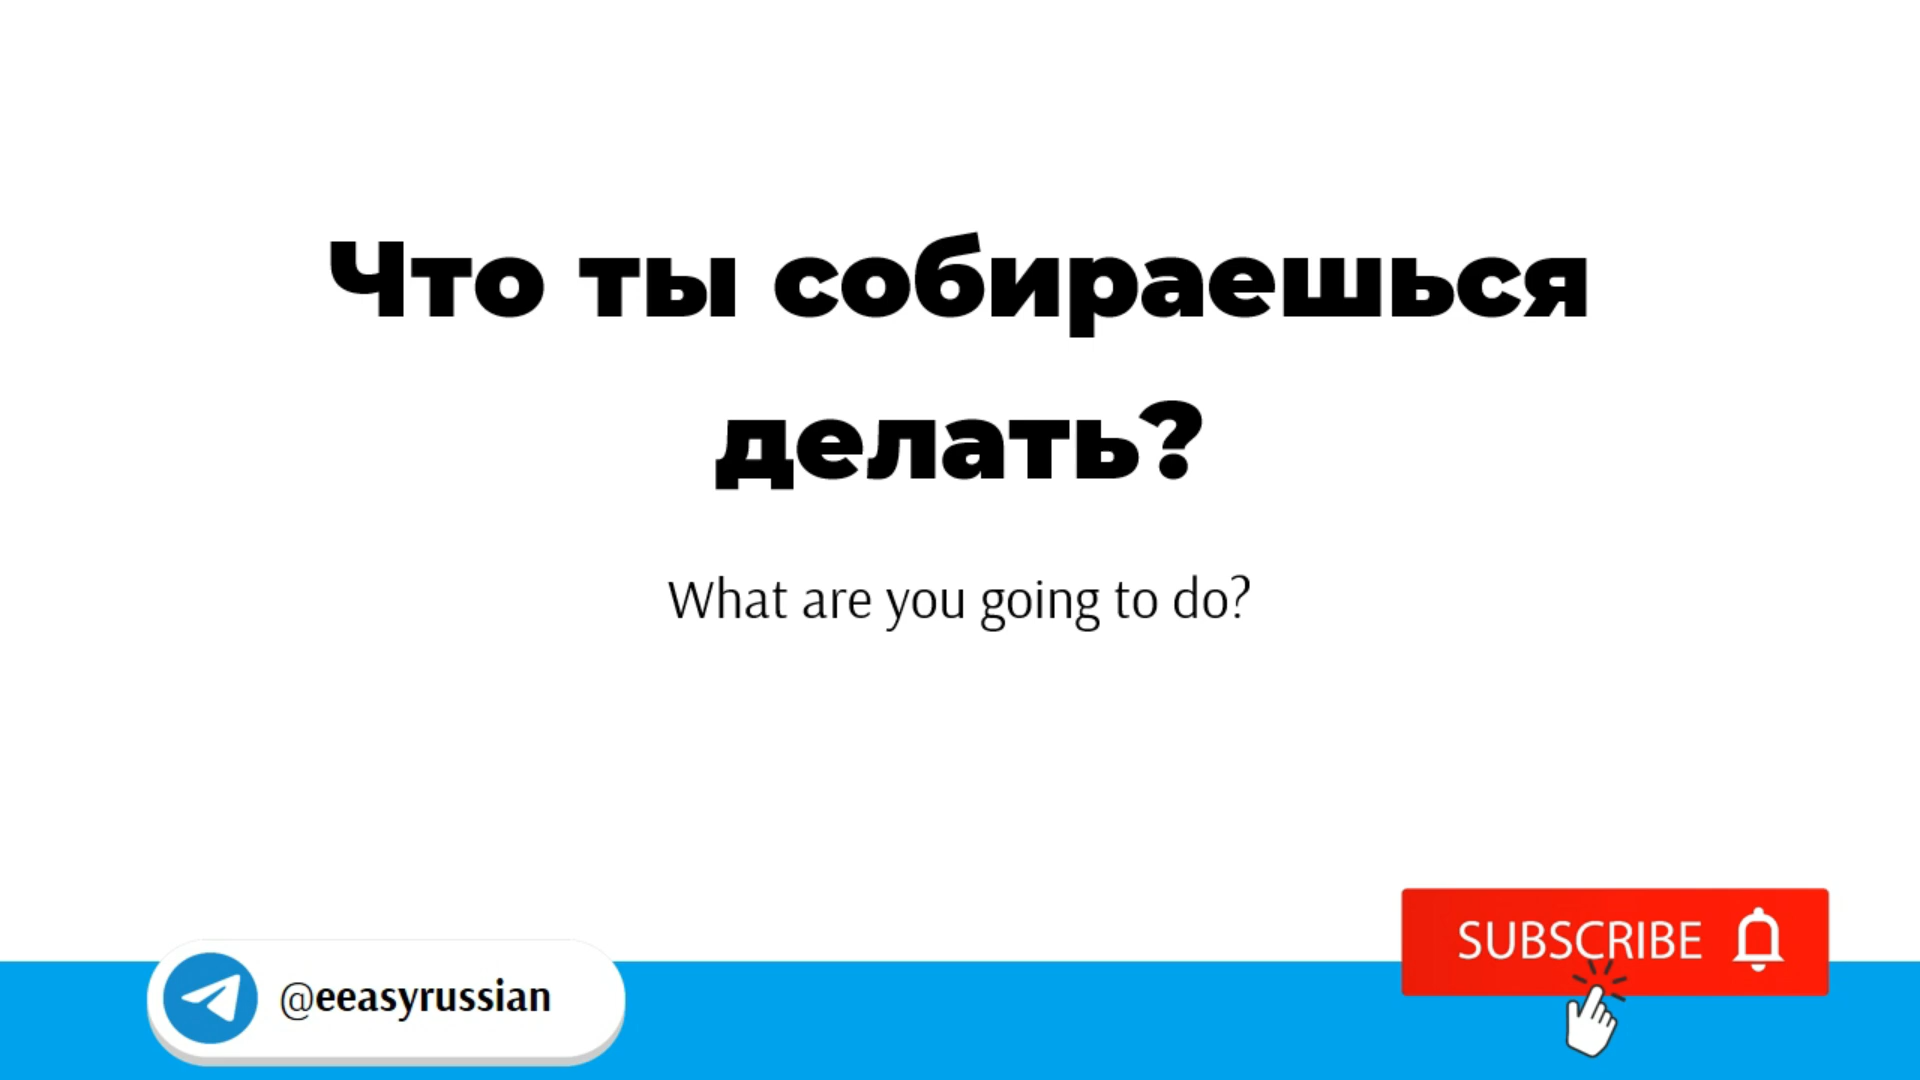 Что ты собираешься
делать?
What are you going to do?
SUBSCRIBE
@eeasyrussian